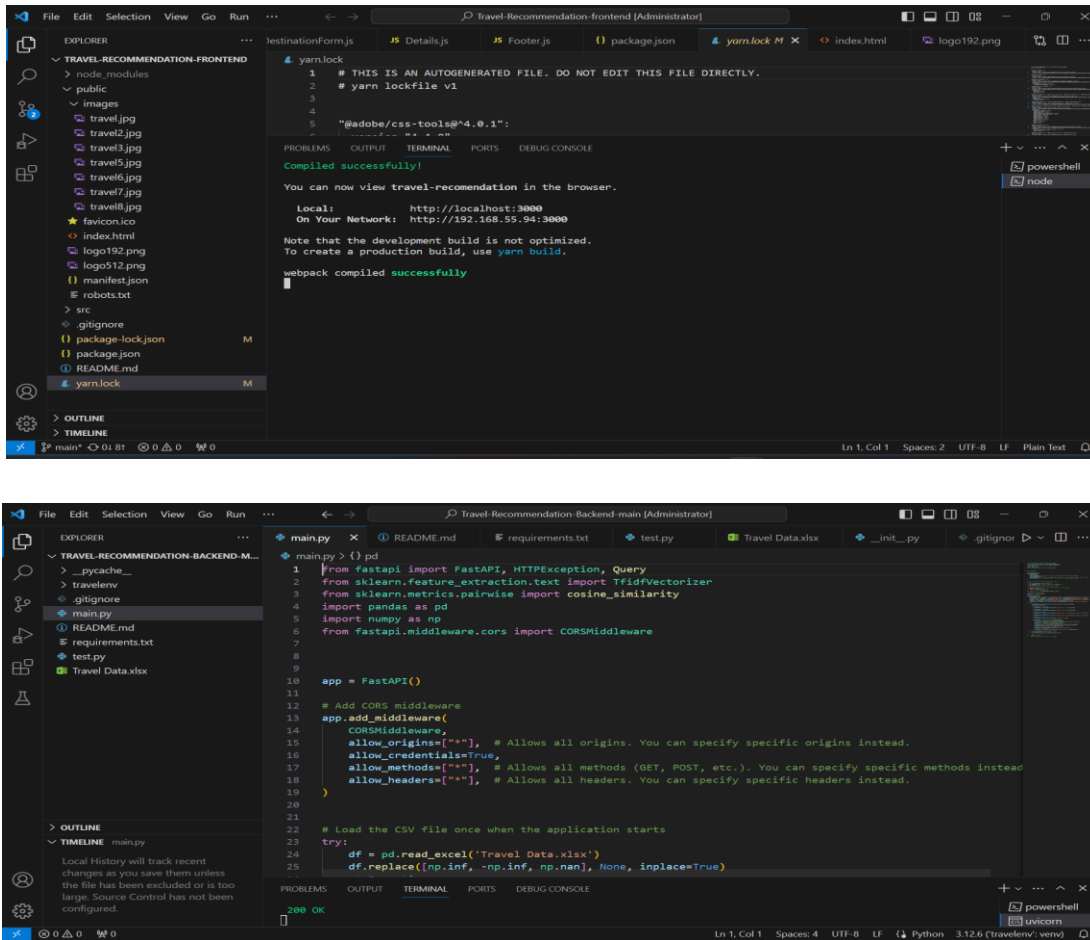 File Edit Selection View Go Run ··· Travel-Recommendation-frontend [Administrator]
EXPLORER ··· DestinationForm.js JS Details.js JS Footer.js {} package.json yarn.lock M index.html logo192.png ···
TRAVEL-RECOMMENDATION-FRONTEND
node_modules
public
images
travel.jpg
travel2.jpg
travel3.jpg
travel5.jpg
travel6.jpg
travel7.jpg
travel8.jpg
favicon.ico
index.html
logo192.png
logo512.png
{} manifest.json
robots.txt
src
.gitignore
{} package-lock.json M
{} package.json
README.md
yarn.lock M
OUTLINE
TIMELINE
2
yarn.lock
1 # THIS IS AN AUTOGENERATED FILE. DO NOT EDIT THIS FILE DIRECTLY.
2 # yarn lockfile v1
3
4
5 "@adobe/css-tools@^4.0.1":
PROBLEMS OUTPUT TERMINAL PORTS DEBUG CONSOLE
Compiled successfully!
You can now view travel-recomendation in the browser.
Local: http://localhost:3000
On Your Network: http://192.168.55.94:3000
Note that the development build is not optimized.
To create a production build, use yarn build.
webpack compiled successfully
powershell
node
main* 0↓ 8↑ 0 0 0 Ln 1, Col 1 Spaces: 2 UTF-8 LF Plain Text
File Edit Selection View Go Run ··· Travel-Recommendation-Backend-main [Administrator]
EXPLORER ··· main.py README.md requirements.txt test.py Travel Data.xlsx __init__.py .gitignor ···
TRAVEL-RECOMMENDATION-BACKEND-M...
__pycache__
travelenv
.gitignore
main.py
README.md
requirements.txt
test.py
Travel Data.xlsx
OUTLINE
TIMELINE main.py
Local History will track recent
changes as you save them unless
the file has been excluded or is too
large. Source Control has not been
configured.
main.py > {} pd
1 from fastapi import FastAPI, HTTPException, Query
2 from sklearn.feature_extraction.text import TfidfVectorizer
3 from sklearn.metrics.pairwise import cosine_similarity
4 import pandas as pd
5 import numpy as np
6 from fastapi.middleware.cors import CORSMiddleware
7
8
9
10 app = FastAPI()
11
12 # Add CORS middleware
13 app.add_middleware(
14 CORSMiddleware,
15 allow_origins=["*"], # Allows all origins. You can specify specific origins instead.
16 allow_credentials=True,
17 allow_methods=["*"], # Allows all methods (GET, POST, etc.). You can specify specific methods instead
18 allow_headers=["*"], # Allows all headers. You can specify specific headers instead.
19 )
20
21
22 # Load the CSV file once when the application starts
23 try:
24 df = pd.read_excel('Travel Data.xlsx')
25 df.replace([np.inf, -np.inf, np.nan], None, inplace=True)
PROBLEMS OUTPUT TERMINAL PORTS DEBUG CONSOLE
200 OK
powershell
uvicorn
0 0 0 Ln 1, Col 1 Spaces: 4 UTF-8 LF Python 3.12.6 ('travelenv': venv)